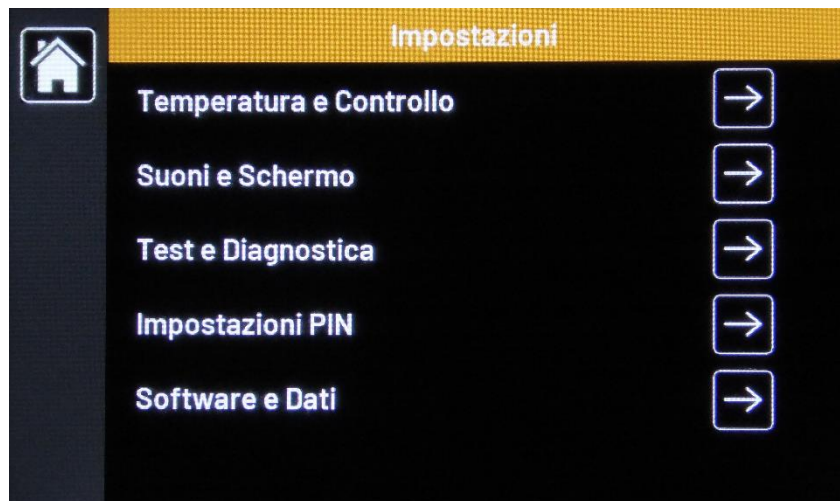 Impostazioni
Temperatura e Controllo
Suoni e Schermo
Test e Diagnostica
Impostazioni PIN
Software e Dati